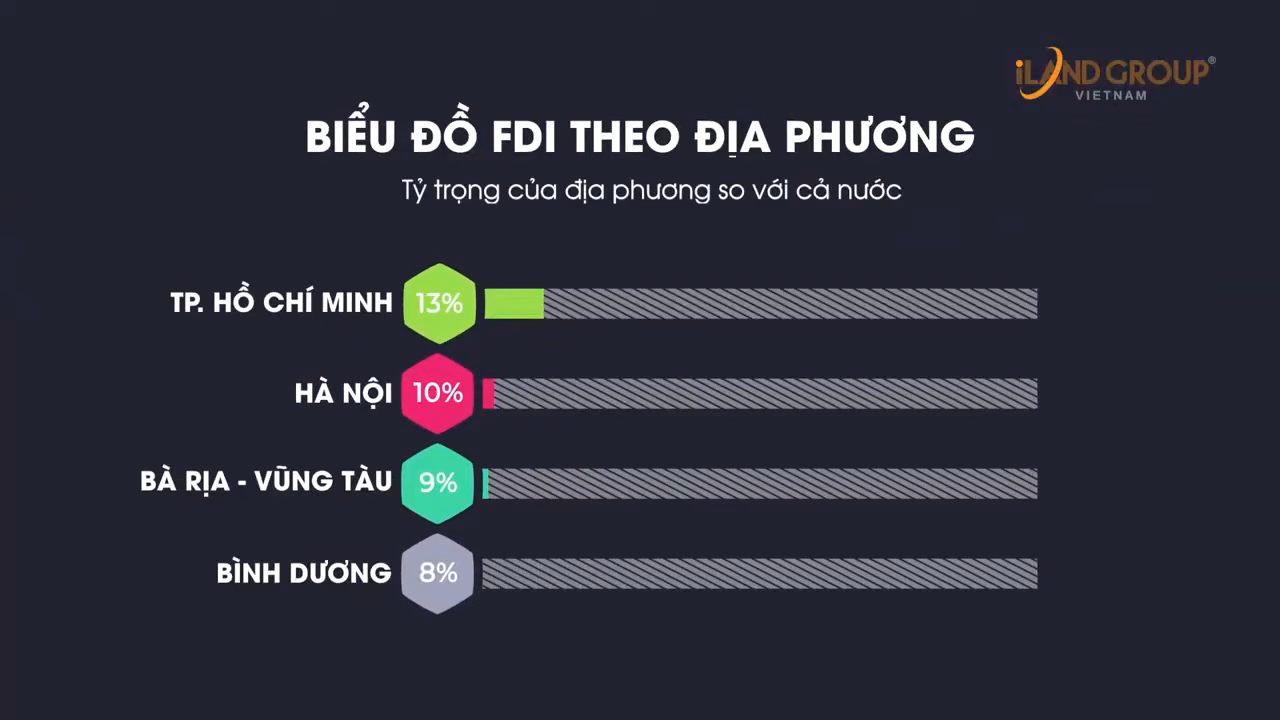 iLAND GROUP®
VIETNAM
BIỂU ĐỒ FDI THEO ĐỊA PHƯƠNG
Tỷ trọng của địa phương so với cả nước
TP. HỒ CHÍ MINH 13%
HÀ NỘI 10%
BÀ RỊA - VŨNG TÀU 9%
BÌNH DƯƠNG 8%